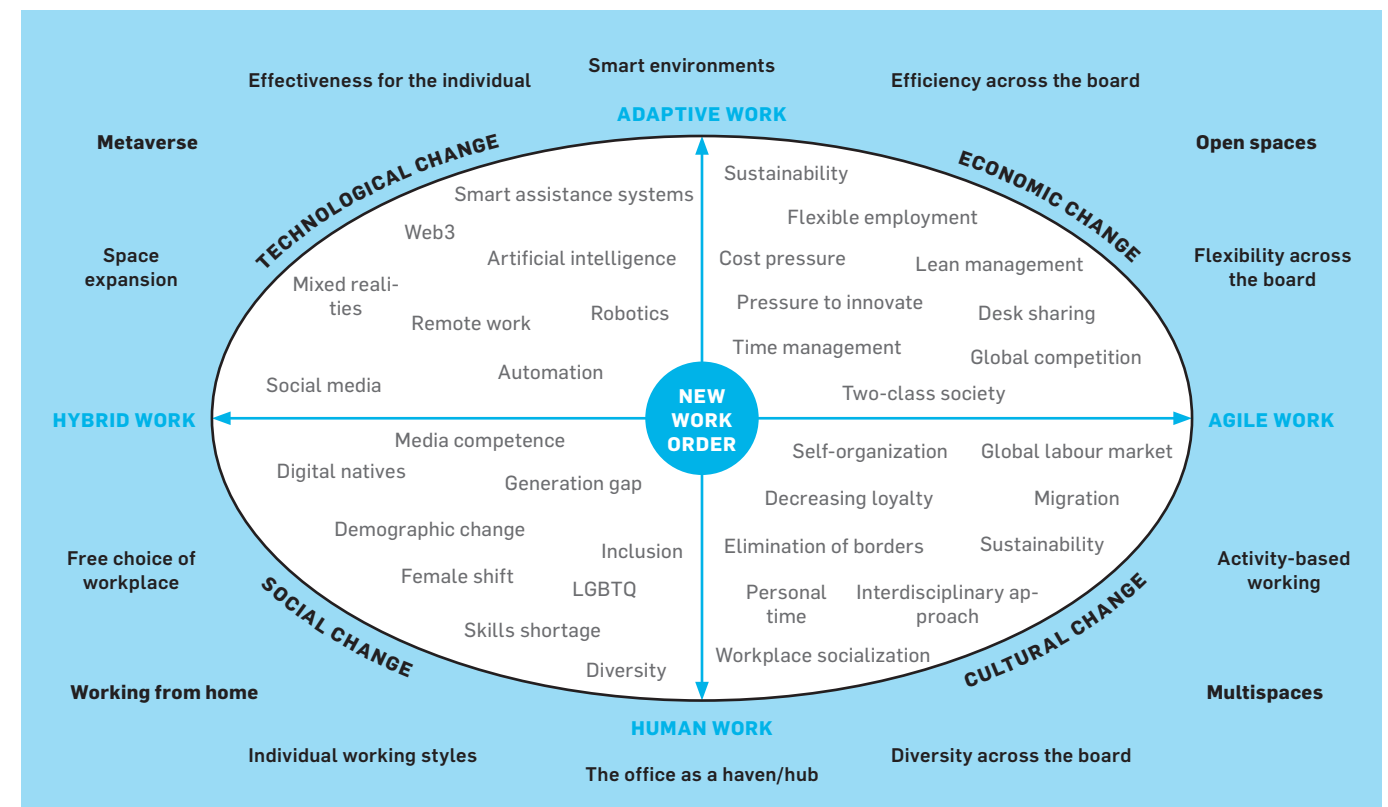 Smart environments
Effectiveness for the individual
Efficiency across the board
ADAPTIVE WORK
Metaverse
Open spaces
TECHNOLOGICAL CHANGE
ECONOMIC CHANGE
Space
expansion
Flexibility across
the board
Smart assistance systems
Web3
Artificial intelligence
Mixed reali-
ties
Remote work
Robotics
Automation
Social media
Sustainability
Flexible employment
Cost pressure
Lean management
Pressure to innovate
Desk sharing
Time management
Global competition
Two-class society
HYBRID WORK
NEW
WORK
ORDER
AGILE WORK
Media competence
Digital natives
Generation gap
Demographic change
Inclusion
Female shift
LGBTQ
Skills shortage
Diversity
Self-organization
Global labour market
Decreasing loyalty
Migration
Elimination of borders
Sustainability
Personal
time
Interdisciplinary ap-
proach
Workplace socialization
Free choice of
workplace
Activity-based
working
SOCIAL CHANGE
CULTURAL CHANGE
Working from home
Multispaces
HUMAN WORK
Individual working styles
Diversity across the board
The office as a haven/hub